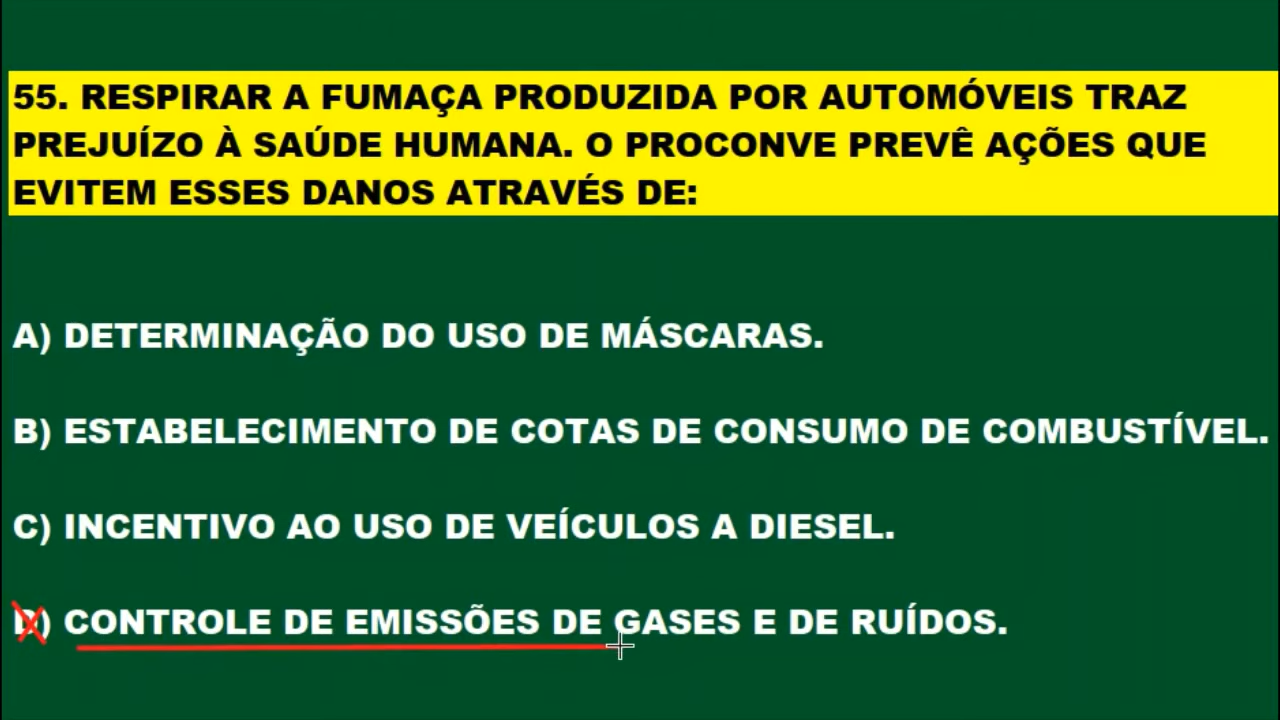 55. RESPIRAR A FUMAÇA PRODUZIDA POR AUTOMÓVEIS TRAZ
PREJUÍZO À SAÚDE HUMANA. O PROCONVE PREVÊ AÇÕES QUE
EVITEM ESSES DANOS ATRAVÉS DE:
A) DETERMINAÇÃO DO USO DE MÁSCARAS.
B) ESTABELECIMENTO DE COTAS DE CONSUMO DE COMBUSTÍVEL.
C) INCENTIVO AO USO DE VEÍCULOS A DIESEL.
D) CONTROLE DE EMISSÕES DE GASES E DE RUÍDOS.